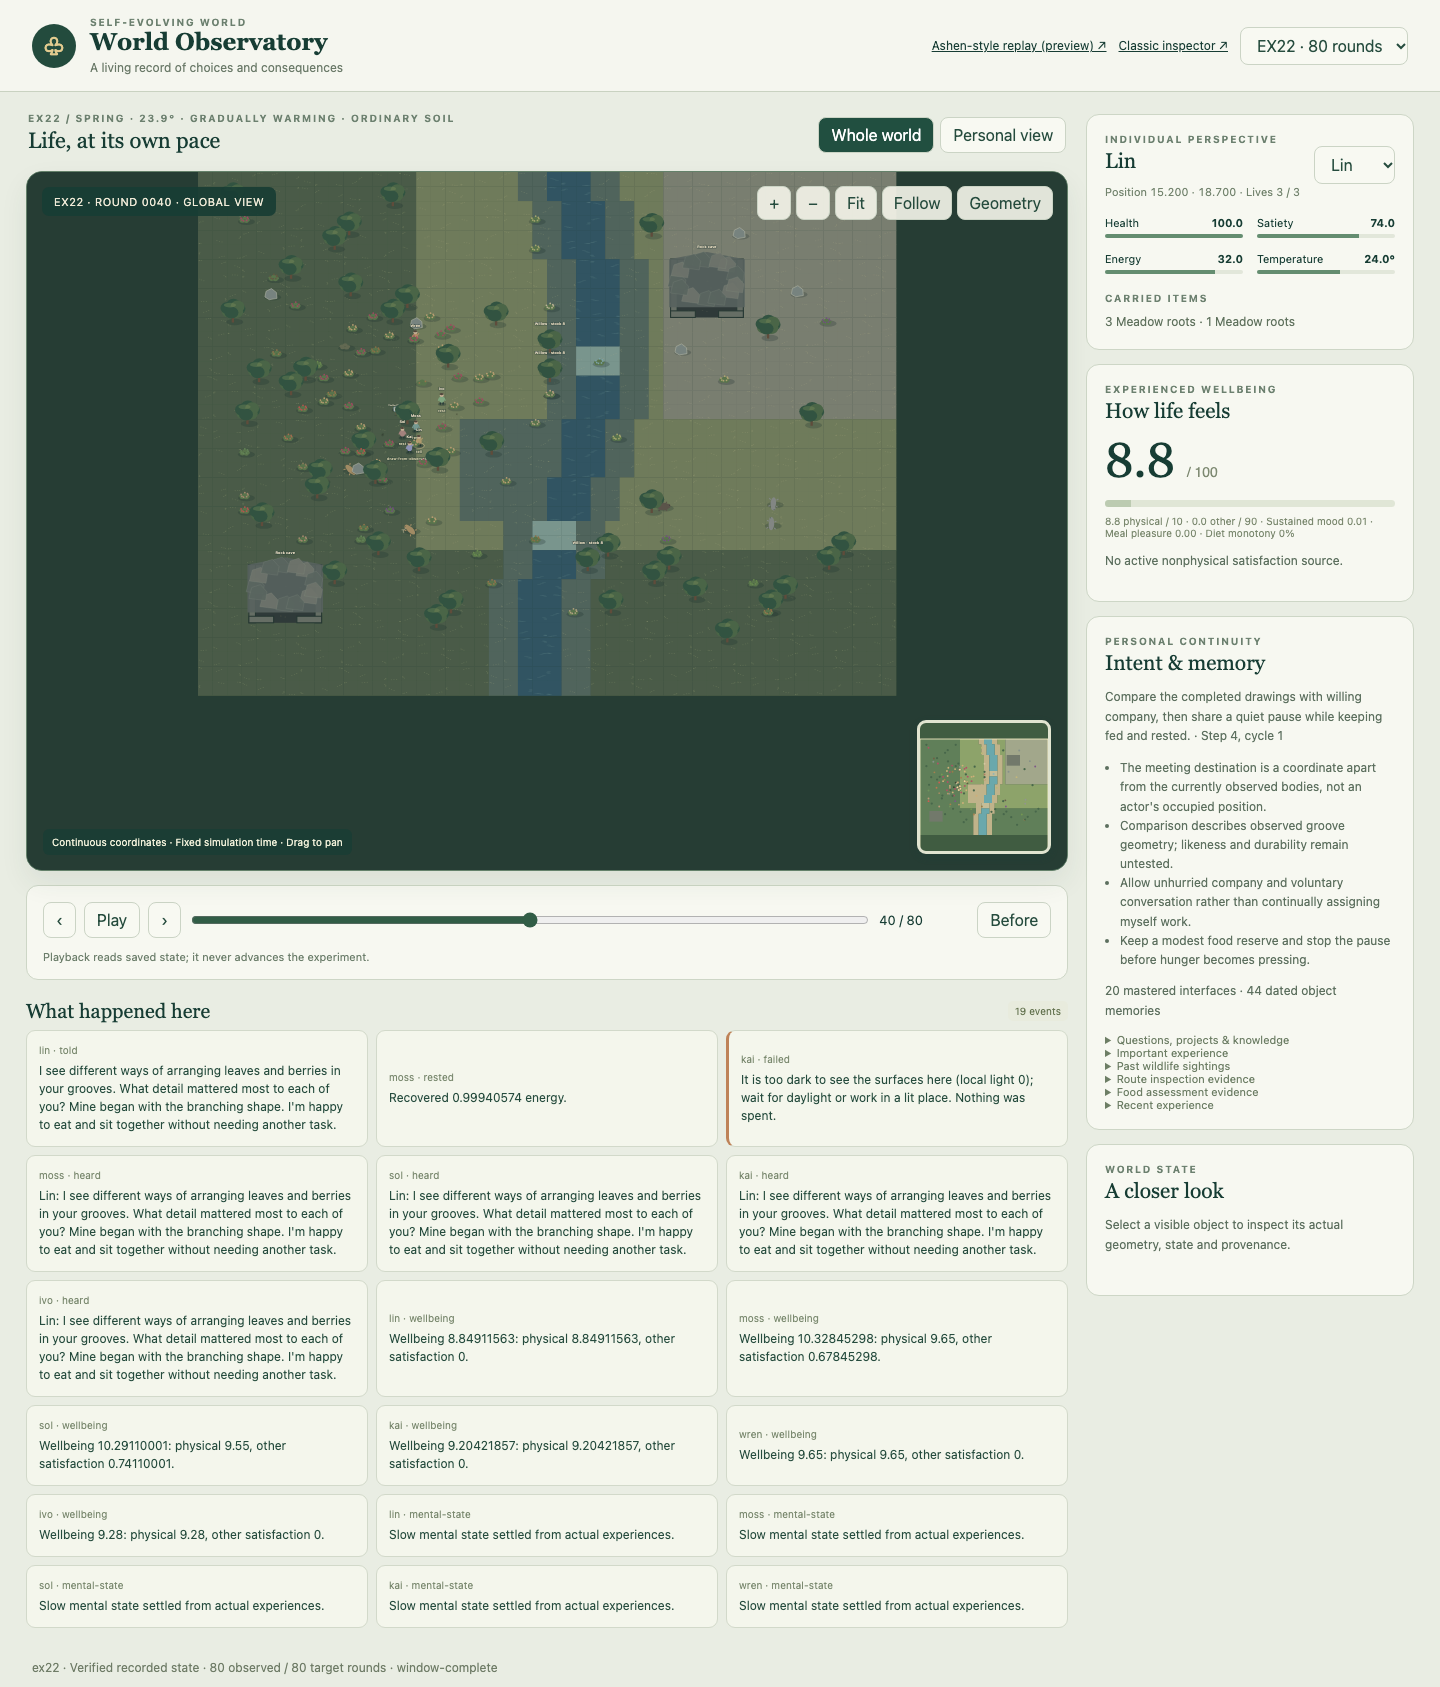 SELF-EVOLVING WORLD
World Observatory
A living record of choices and consequences
Ashen-style replay (preview) ↗
Classic inspector ↗
EX22 · 80 rounds
EX22 / SPRING · 23.9° · GRADUALLY WARMING · ORDINARY SOIL
Life, at its own pace
Whole world
Personal view
EX22 · ROUND 0040 · GLOBAL VIEW
+
−
Fit
Follow
Geometry
Rock cave
Willow · stock 8
Willow · stock 8
Moss
Willow · stock 8
Rock cave
Continuous coordinates · Fixed simulation time · Drag to pan
‹
Play
›
40 / 80
Before
Playback reads saved state; it never advances the experiment.
What happened here
19 events
lin · told
I see different ways of arranging leaves and berries in
your grooves. What detail mattered most to each of
you? Mine began with the branching shape. I'm happy
to eat and sit together without needing another task.
moss · rested
Recovered 0.99940574 energy.
kai · failed
It is too dark to see the surfaces here (local light 0);
wait for daylight or work in a lit place. Nothing was
spent.
moss · heard
Lin: I see different ways of arranging leaves and berries
in your grooves. What detail mattered most to each of
you? Mine began with the branching shape. I'm happy
to eat and sit together without needing another task.
sol · heard
Lin: I see different ways of arranging leaves and berries
in your grooves. What detail mattered most to each of
you? Mine began with the branching shape. I'm happy
to eat and sit together without needing another task.
kai · heard
Lin: I see different ways of arranging leaves and berries
in your grooves. What detail mattered most to each of
you? Mine began with the branching shape. I'm happy
to eat and sit together without needing another task.
ivo · heard
Lin: I see different ways of arranging leaves and berries
in your grooves. What detail mattered most to each of
you? Mine began with the branching shape. I'm happy
to eat and sit together without needing another task.
lin · wellbeing
Wellbeing 8.84911563: physical 8.84911563, other
satisfaction 0.
moss · wellbeing
Wellbeing 10.32845298: physical 9.65, other
satisfaction 0.67845298.
sol · wellbeing
Wellbeing 10.29110001: physical 9.55, other
satisfaction 0.74110001.
kai · wellbeing
Wellbeing 9.20421857: physical 9.20421857, other
satisfaction 0.
wren · wellbeing
Wellbeing 9.65: physical 9.65, other satisfaction 0.
ivo · wellbeing
Wellbeing 9.28: physical 9.28, other satisfaction 0.
lin · mental-state
Slow mental state settled from actual experiences.
moss · mental-state
Slow mental state settled from actual experiences.
sol · mental-state
Slow mental state settled from actual experiences.
kai · mental-state
Slow mental state settled from actual experiences.
wren · mental-state
Slow mental state settled from actual experiences.
INDIVIDUAL PERSPECTIVE
Lin
Lin
Position 15.200 · 18.700 · Lives 3 / 3
Health 100.0
Satiety 74.0
Energy 32.0
Temperature 24.0°
CARRIED ITEMS
3 Meadow roots · 1 Meadow roots
EXPERIENCED WELLBEING
How life feels
8.8 / 100
8.8 physical / 10 · 0.0 other / 90 · Sustained mood 0.01 ·
Meal pleasure 0.00 · Diet monotony 0%
No active nonphysical satisfaction source.
PERSONAL CONTINUITY
Intent & memory
Compare the completed drawings with willing
company, then share a quiet pause while keeping
fed and rested. · Step 4, cycle 1
• The meeting destination is a coordinate apart
from the currently observed bodies, not an
actor's occupied position.
• Comparison describes observed groove
geometry; likeness and durability remain
untested.
• Allow unhurried company and voluntary
conversation rather than continually assigning
myself work.
• Keep a modest food reserve and stop the pause
before hunger becomes pressing.
20 mastered interfaces · 44 dated object
memories
▶ Questions, projects & knowledge
▶ Important experience
▶ Past wildlife sightings
▶ Route inspection evidence
▶ Food assessment evidence
▶ Recent experience
WORLD STATE
A closer look
Select a visible object to inspect its actual
geometry, state and provenance.
ex22 · Verified recorded state · 80 observed / 80 target rounds · window-complete